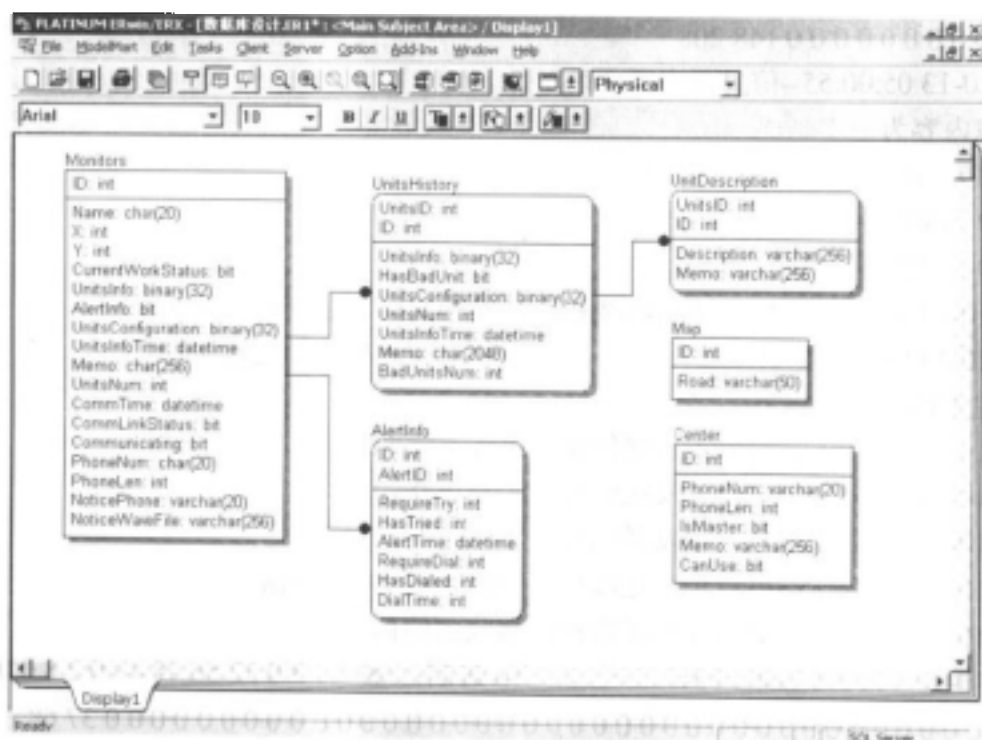 PLATINUM ERwin/ERX - [数据库设计.ER1* : <Main Subject Area> / Display1]
File ModelMart Edit Tasks Client Server Option Add-Ins Window Help
Physical
Arial 10 B I U
Monitors
ID: int
Name: char(20)
X: int
Y: int
CurrentWorkStatus: bit
UnitsInfo: binary(32)
AlertInfo: bit
UnitsConfiguration: binary(32)
UnitsInfoTime: datetime
Memo: char(256)
UnitsNum: int
CommTime: datetime
CommLinkStatus: bit
Communicating: bit
PhoneNum: char(20)
PhoneLen: int
NoticePhone: varchar(20)
NoticeWaveFile: varchar(256)
UnitsHistory
UnitsID: int
ID: int
UnitsInfo: binary(32)
HasBadUnit: bit
UnitsConfiguration: binary(32)
UnitsNum: int
UnitsInfoTime: datetime
Memo: char(2048)
BadUnitsNum: int
AlertInfo
ID: int
AlertID: int
RequireTry: int
HasTried: int
AlertTime: datetime
RequireDial: int
HasDialed: int
DialTime: int
UnitDescription
UnitsID: int
ID: int
Description: varchar(256)
Memo: varchar(256)
Map
ID: int
Road: varchar(50)
Center
ID: int
PhoneNum: varchar(20)
PhoneLen: int
IsMaster: bit
Memo: varchar(256)
CanUse: bit
Display1
Ready
SQL Server